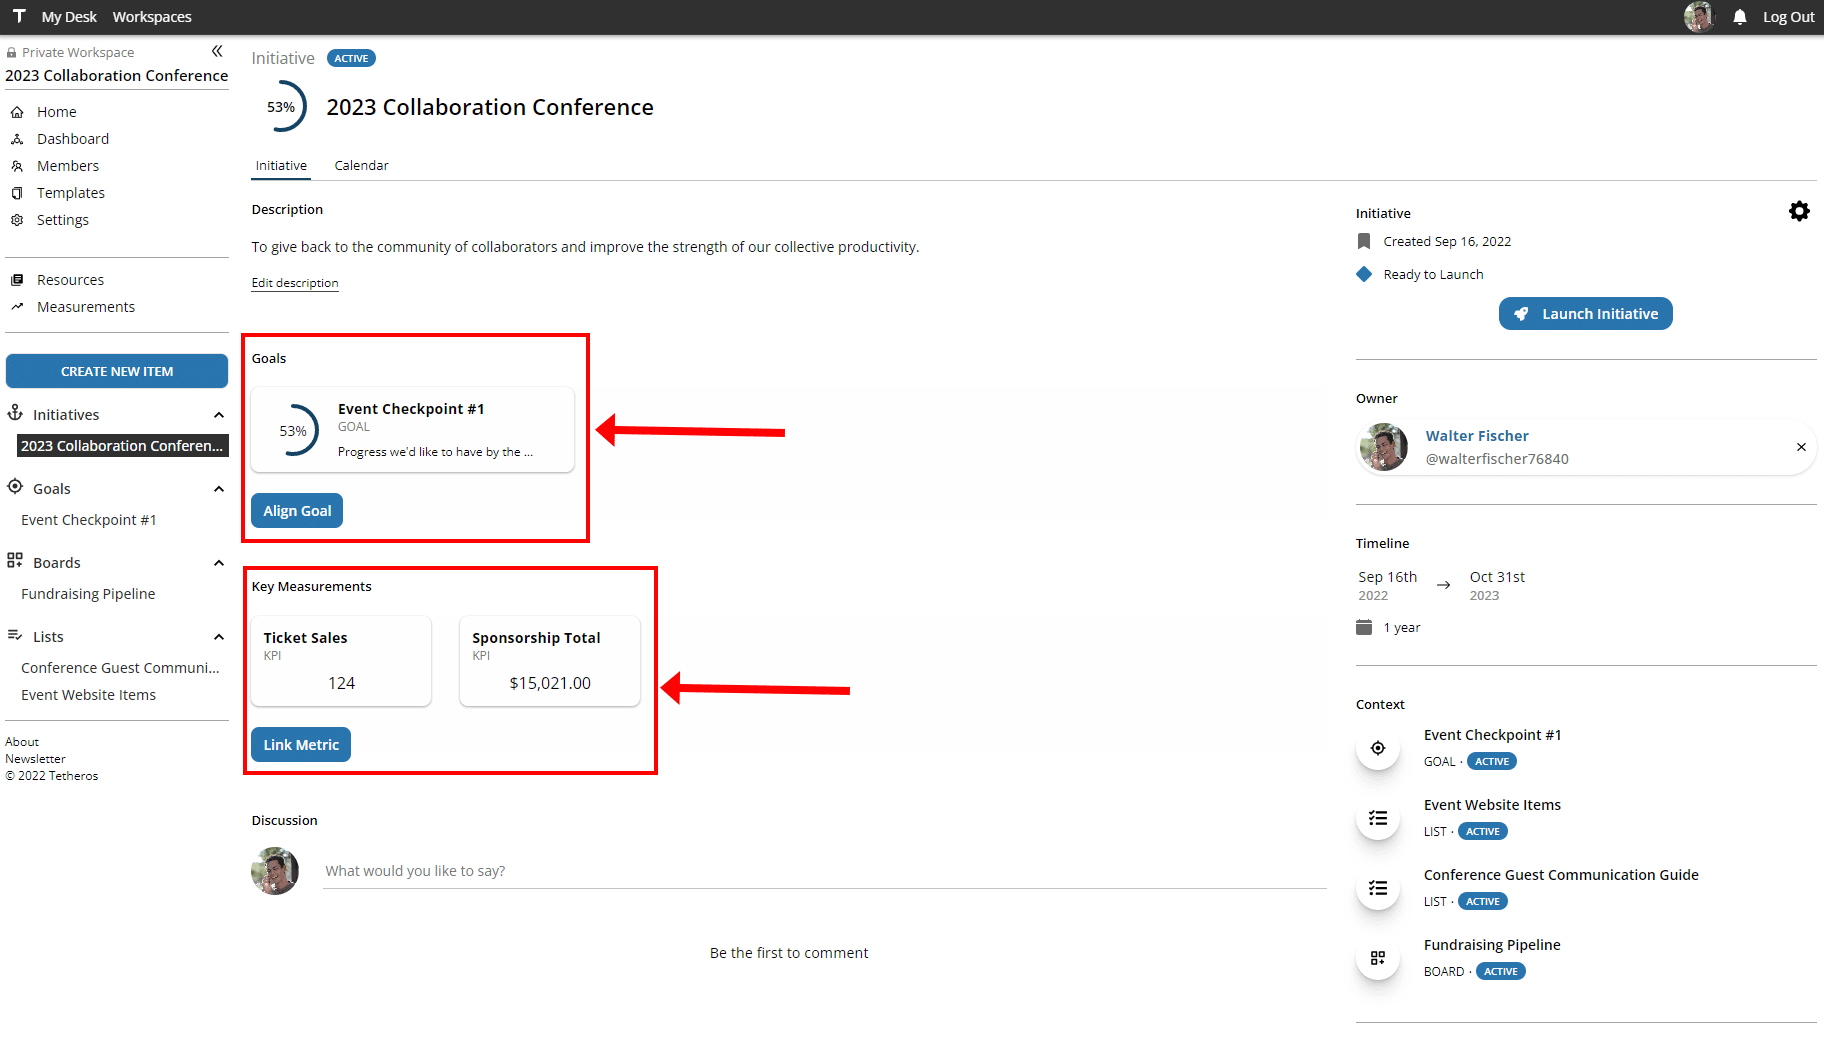 T My Desk Workspaces Log Out
Private Workspace
2023 Collaboration Conference
Home
Dashboard
Members
Templates
Settings
Resources
Measurements
CREATE NEW ITEM
Initiatives
2023 Collaboration Conferen...
Goals
Event Checkpoint #1
Boards
Fundraising Pipeline
Lists
Conference Guest Communi...
Event Website Items
About
Newsletter
© 2022 Tetheros
Initiative ACTIVE
53% 2023 Collaboration Conference
Initiative Calendar
Description
To give back to the community of collaborators and improve the strength of our collective productivity.
Edit description
Goals
53%
Event Checkpoint #1
GOAL
Progress we'd like to have by the ...
Align Goal
Key Measurements
Ticket Sales
KPI
124
Sponsorship Total
KPI
$15,021.00
Link Metric
Discussion
What would you like to say?
Be the first to comment
Initiative
Created Sep 16, 2022
Ready to Launch
Launch Initiative
Owner
Walter Fischer
@walterfischer76840
Timeline
Sep 16th Oct 31st
2022 2023
1 year
Context
Event Checkpoint #1
GOAL · ACTIVE
Event Website Items
LIST · ACTIVE
Conference Guest Communication Guide
LIST · ACTIVE
Fundraising Pipeline
BOARD · ACTIVE